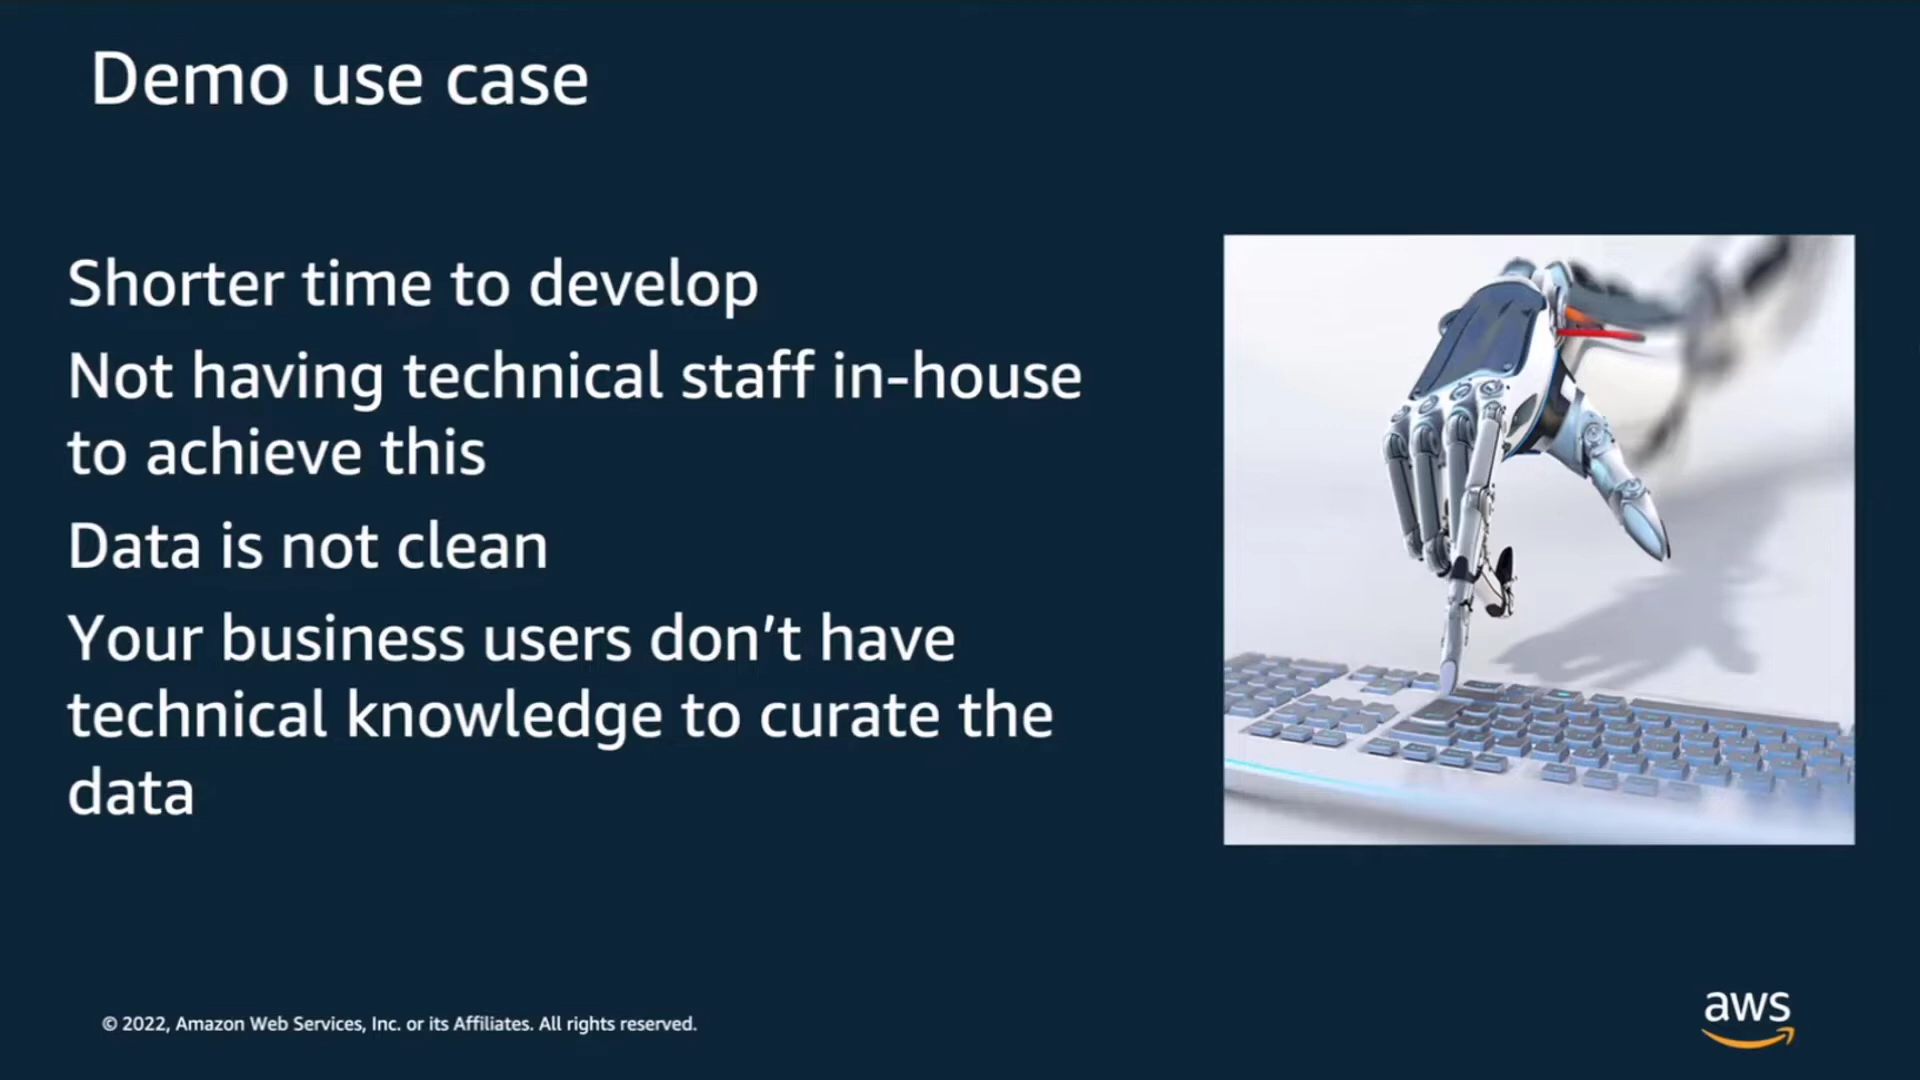 Demo use case
Shorter time to develop
Not having technical staff in-house
to achieve this
Data is not clean
Your business users don’t have
technical knowledge to curate the
data
© 2022, Amazon Web Services, Inc. or its Affiliates. All rights reserved.
aws